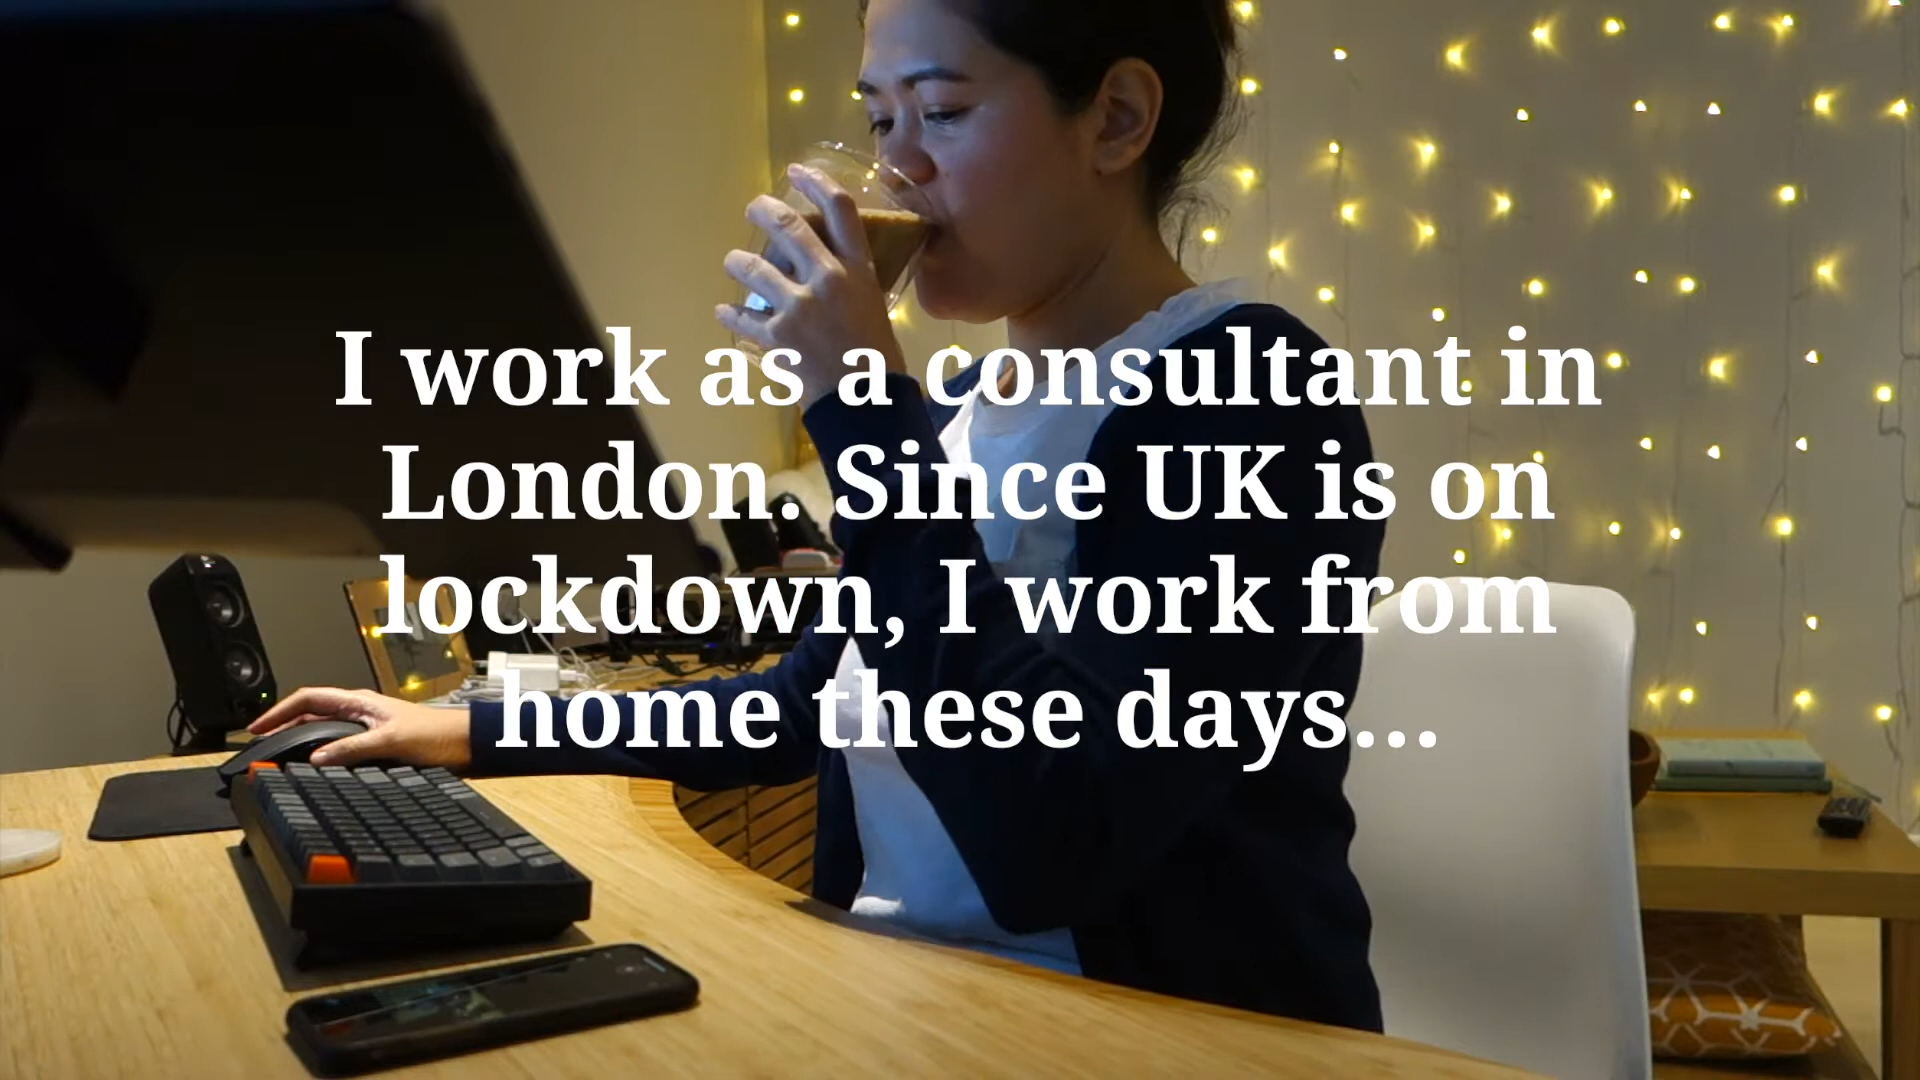 I work as a consultant in
London. Since UK is on
lockdown, I work from
home these days...